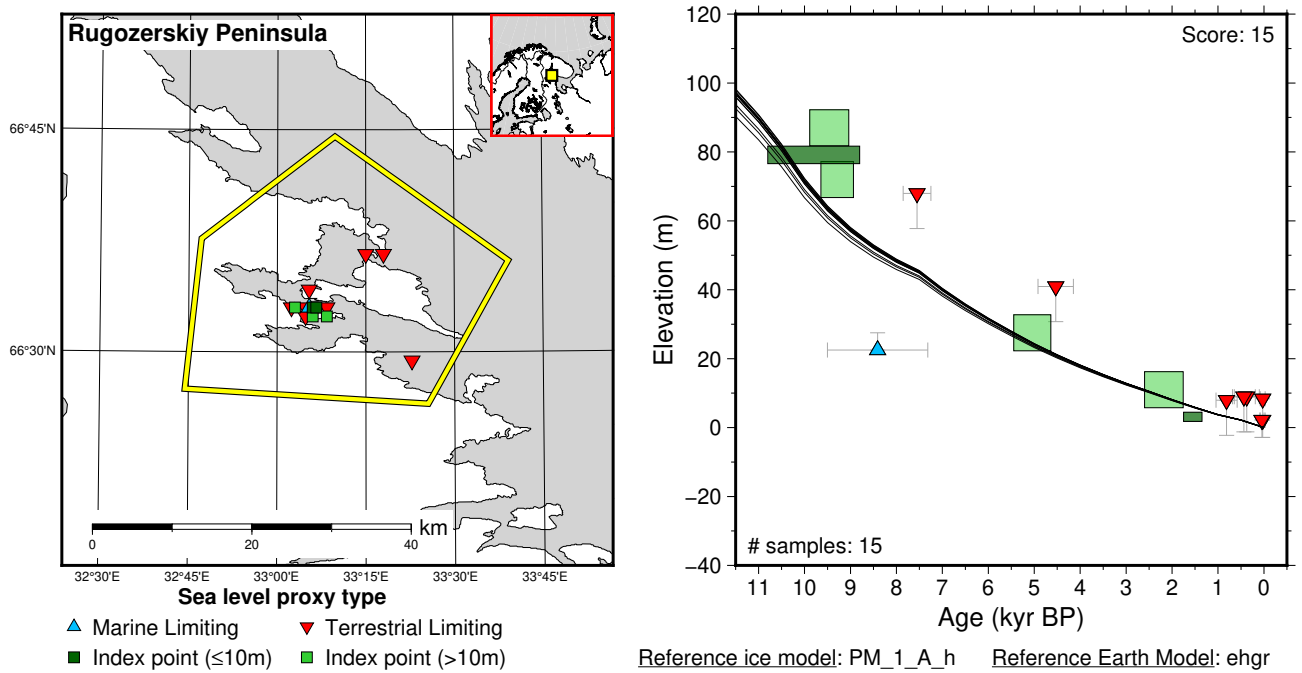 Rugozerskiy Peninsula
66°45'N
66°30'N
km
0 20 40
32°30'E 32°45'E 33°00'E 33°15'E 33°30'E 33°45'E
Sea level proxy type
Marine Limiting
Terrestrial Limiting
Index point (≤10m)
Index point (>10m)
Score: 15
120
100
80
60
40
20
0
−20
−40
Elevation (m)
# samples: 15
11 10 9 8 7 6 5 4 3 2 1 0
Age (kyr BP)
Reference ice model: PM_1_A_h Reference Earth Model: ehgr